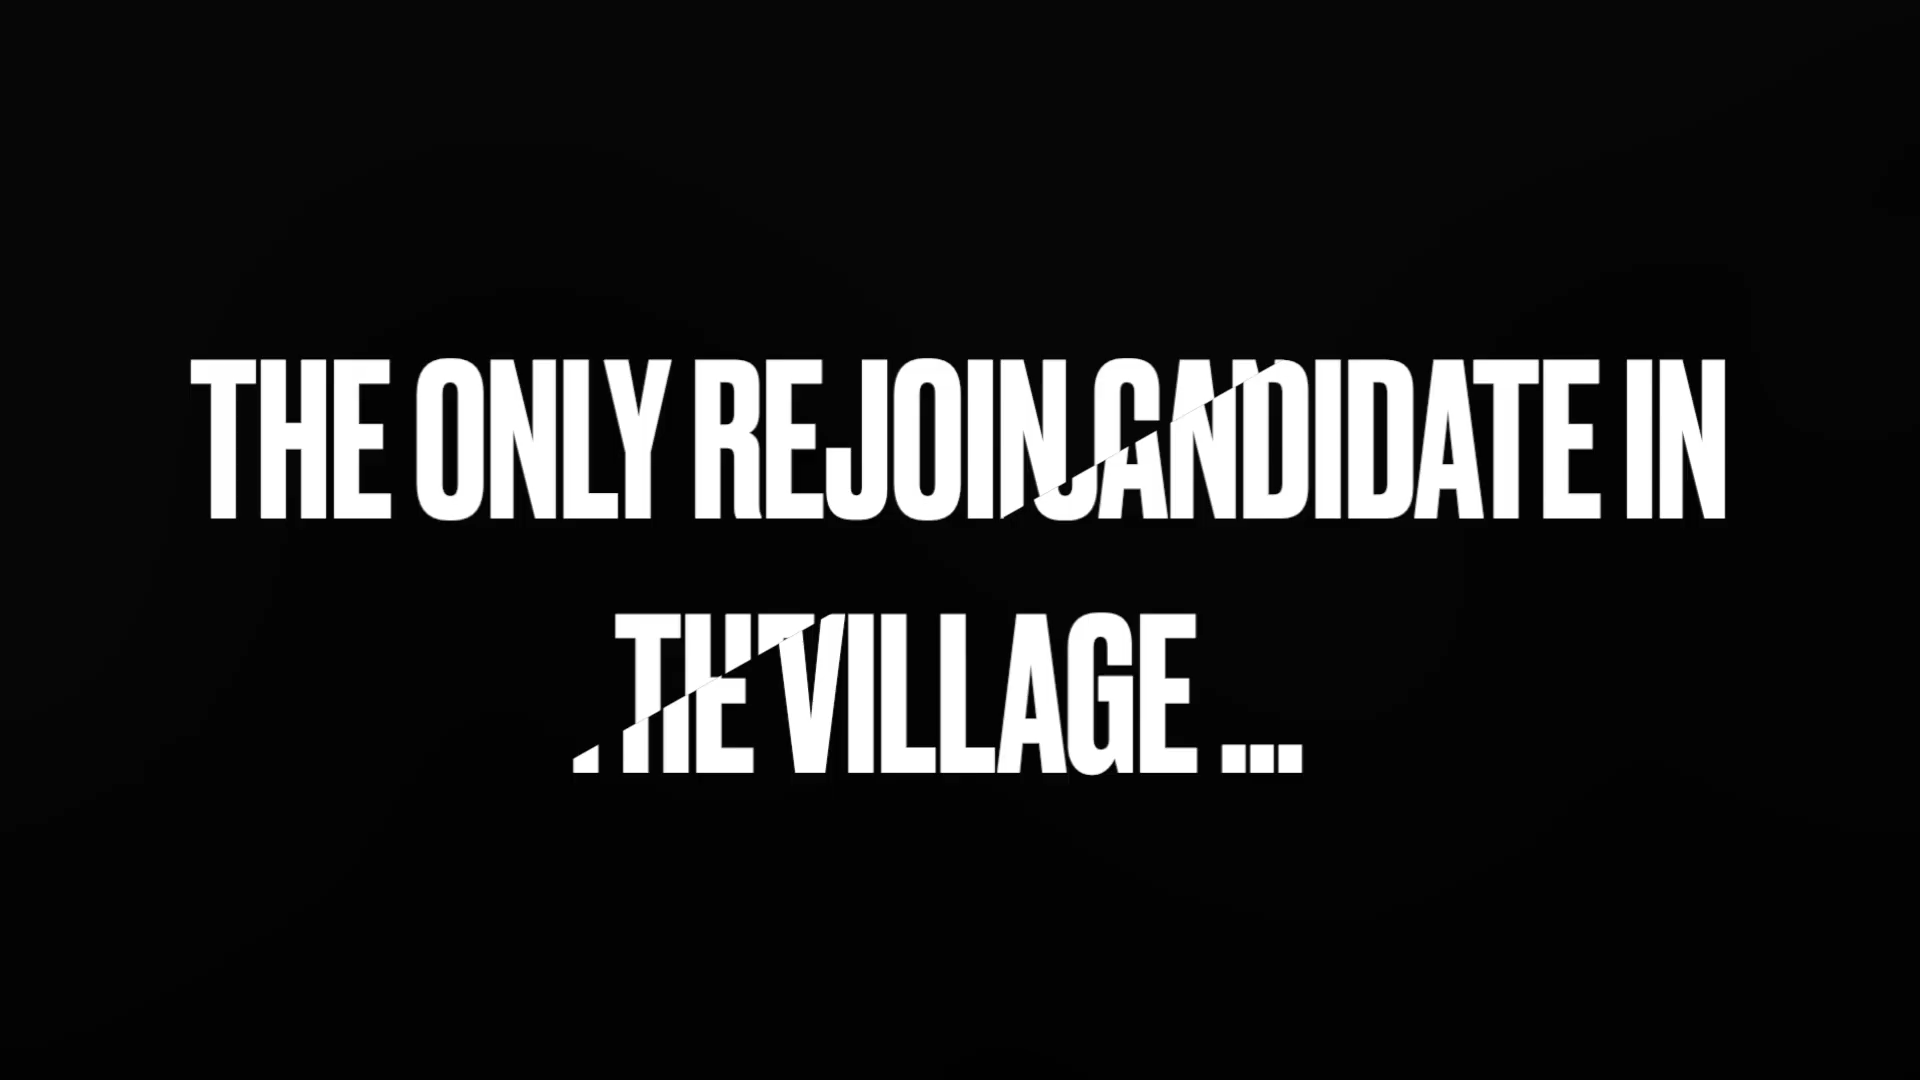 THE ONLY REJOIN CANDIDATE IN
THE VILLAGE ...